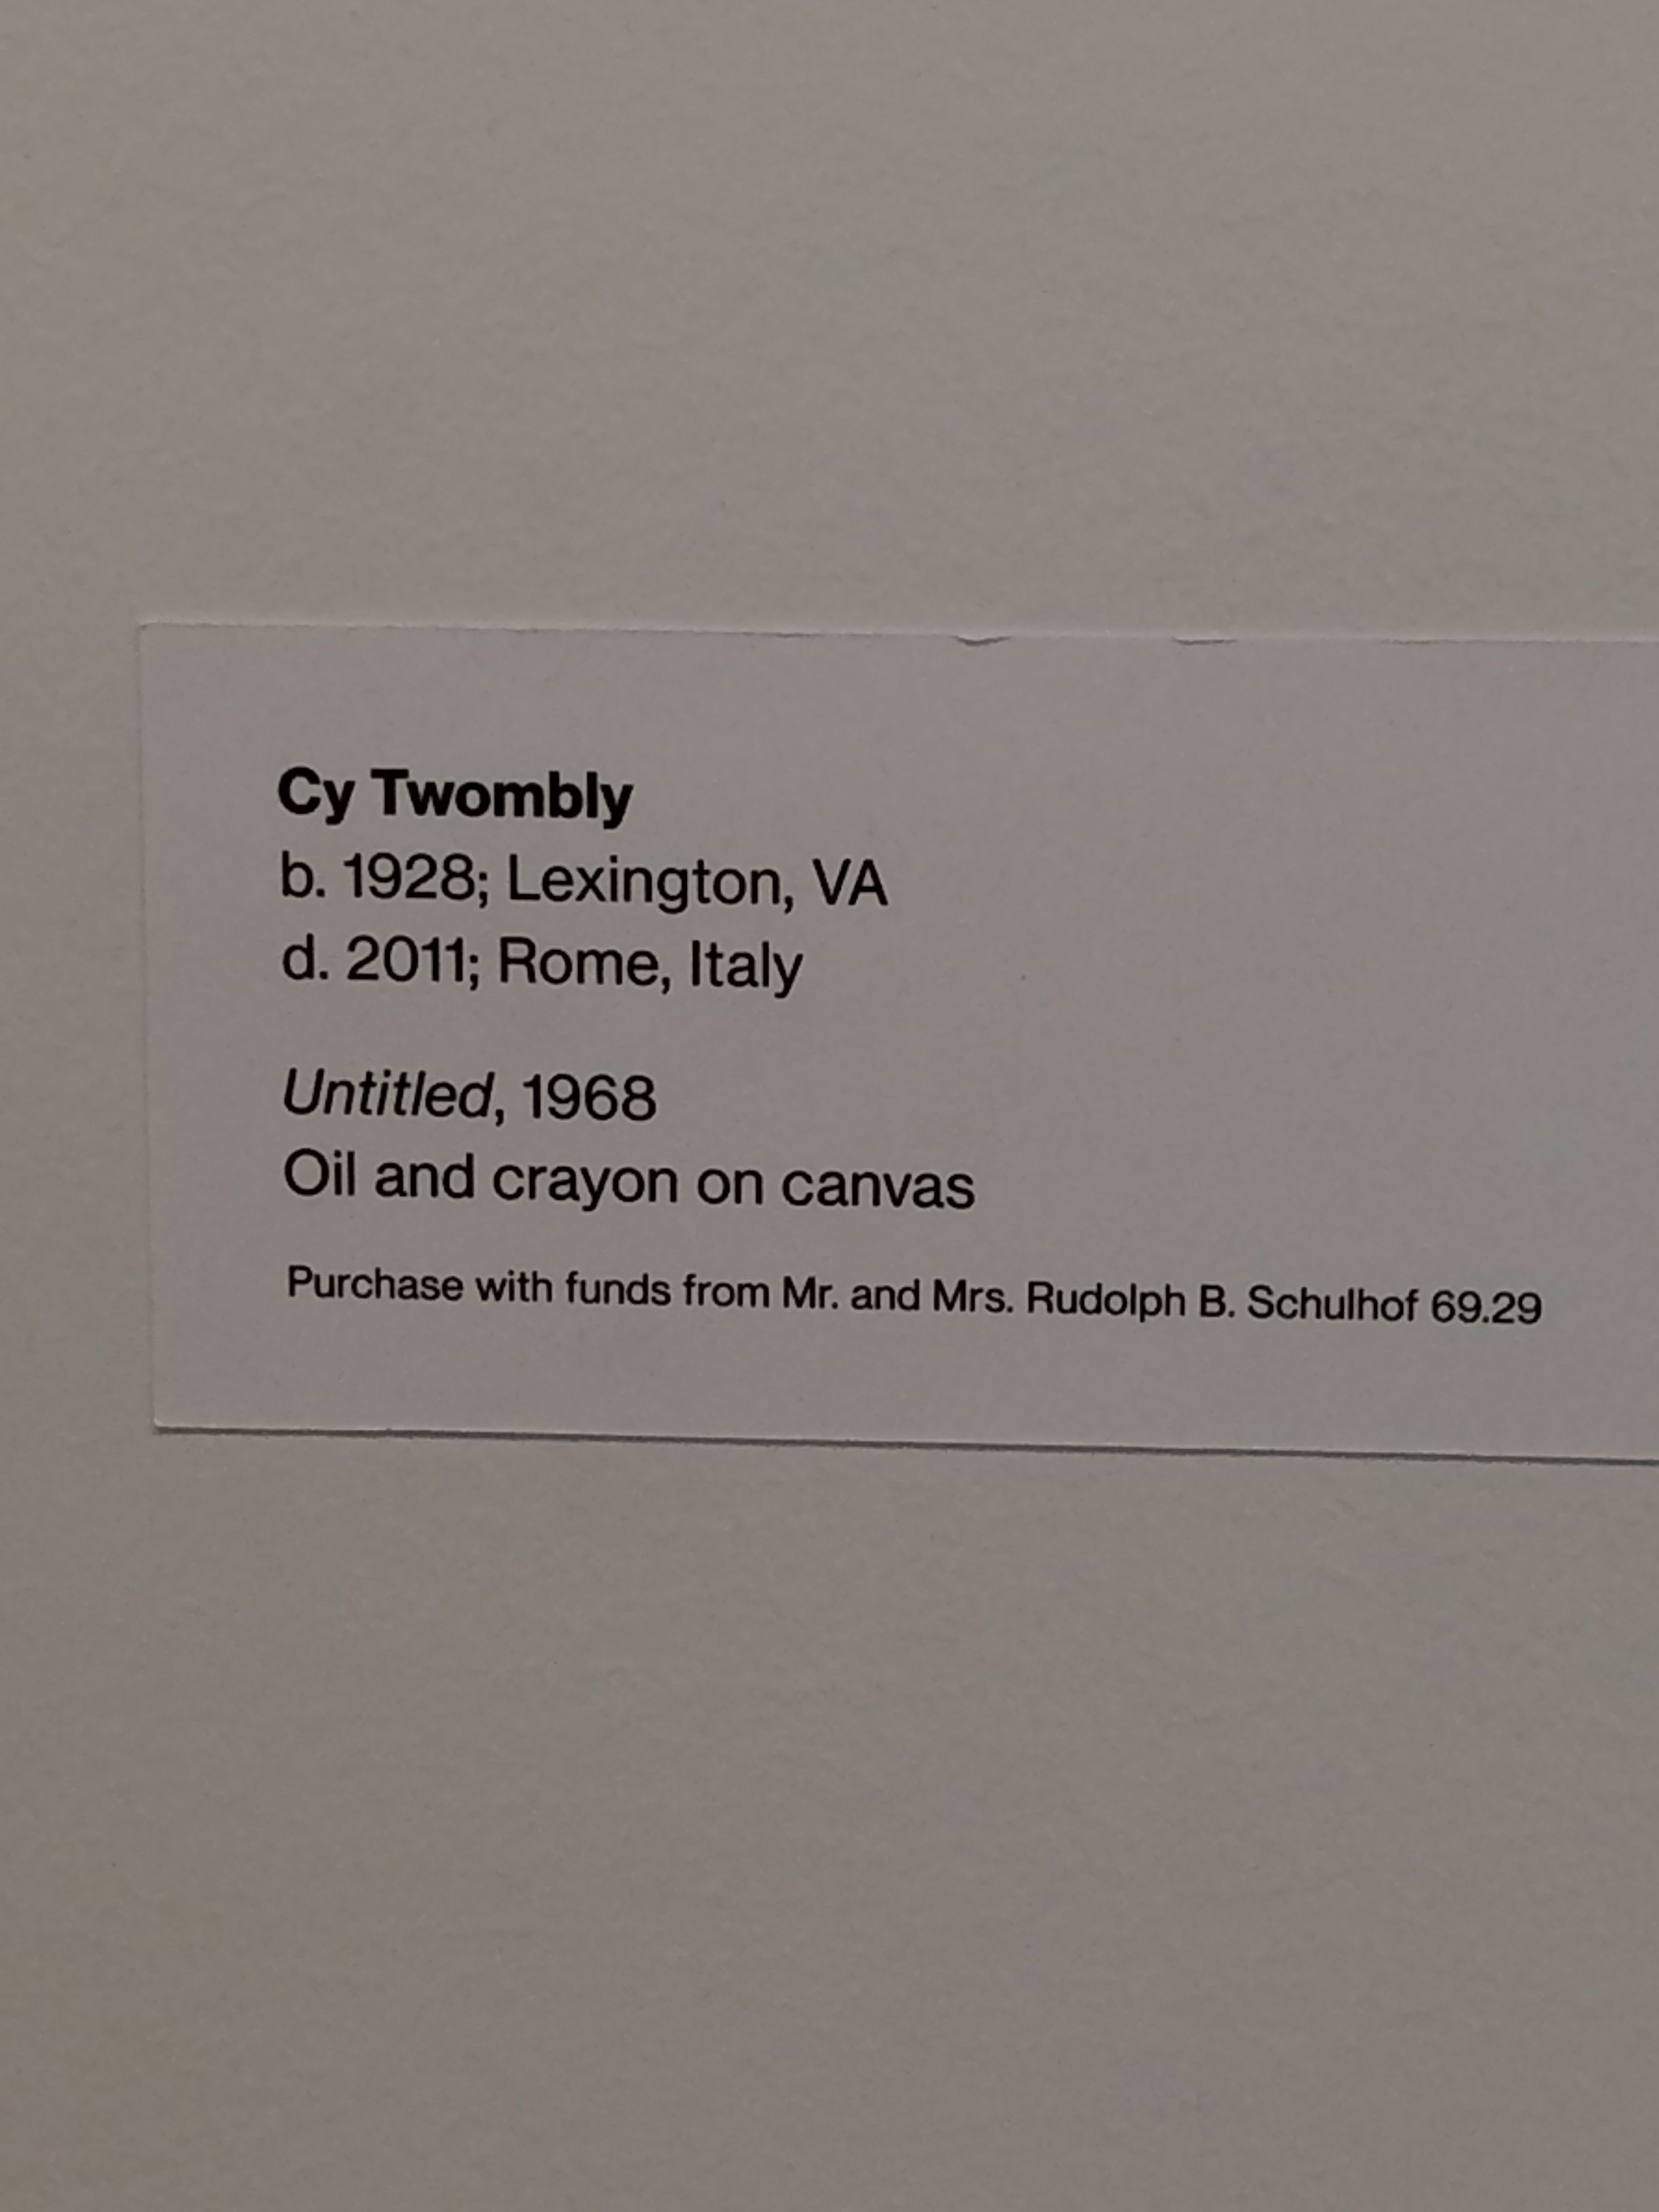 Cy Twombly
b. 1928; Lexington, VA
d. 2011; Rome, Italy
Untitled, 1968
Oil and crayon on canvas
Purchase with funds from Mr. and Mrs. Rudolph B. Schulhof 69.29